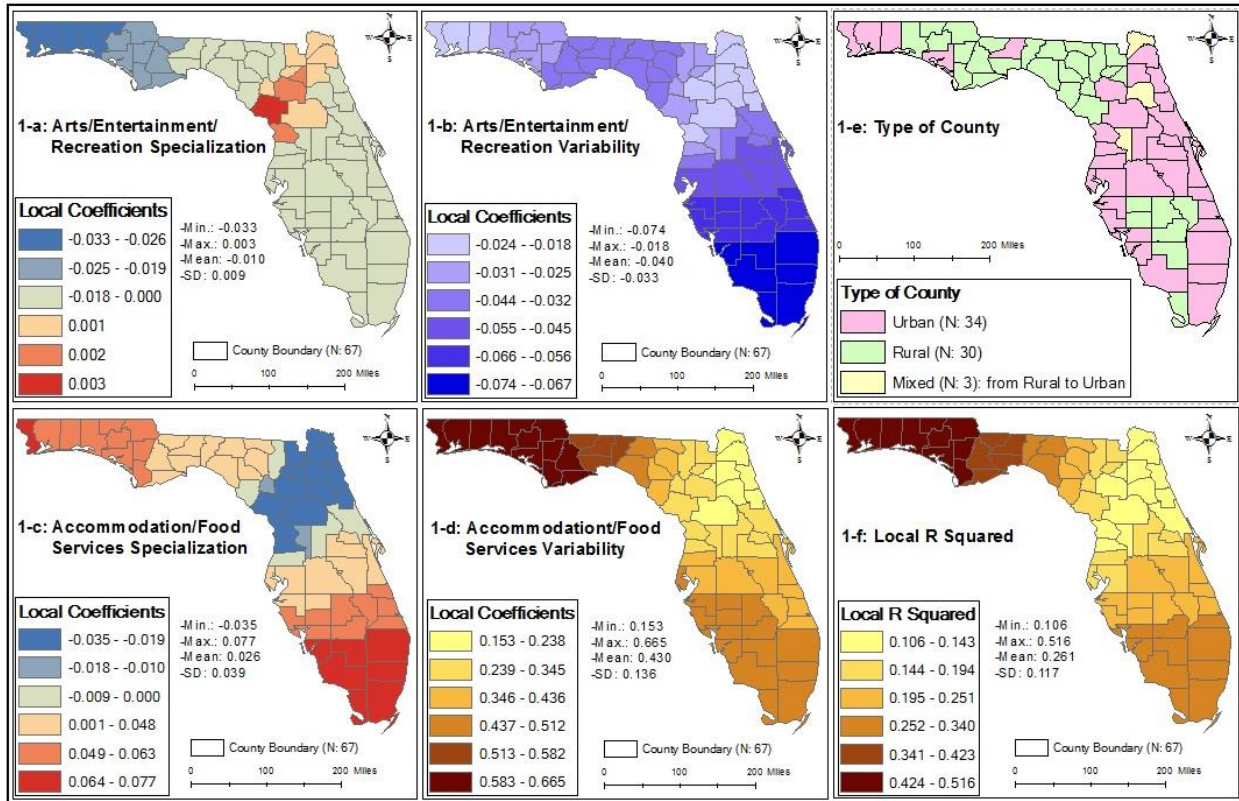 N
W E
S
1-a: Arts/Entertainment/
Recreation Specialization
Local Coefficients
-0.033 - -0.026
-0.025 - -0.019
-0.018 - 0.000
0.001
0.002
0.003
-Min.: -0.033
-Max.: 0.003
-Mean: -0.010
-SD: 0.009
County Boundary (N: 67)
0 100 200 Miles
N
W E
S
1-b: Arts/Entertainment/
Recreation Variability
Local Coefficients
-0.024 - -0.018
-0.031 - -0.025
-0.044 - -0.032
-0.055 - -0.045
-0.066 - -0.056
-0.074 - -0.067
-Min.: -0.074
-Max.: -0.018
-Mean: -0.040
-SD: -0.033
County Boundary (N: 67)
0 100 200 Miles
N
W E
S
1-e: Type of County
0 100 200 Miles
Type of County
Urban (N: 34)
Rural (N: 30)
Mixed (N: 3): from Rural to Urban
N
W E
S
1-c: Accommodation/Food
Services Specialization
Local Coefficients
-0.035 - -0.019
-0.018 - -0.010
-0.009 - 0.000
0.001 - 0.048
0.049 - 0.063
0.064 - 0.077
-Min.: -0.035
-Max.: 0.077
-Mean: 0.026
-SD: 0.039
County Boundary (N: 67)
0 100 200 Miles
N
W E
S
1-d: Accommodationt/Food
Services Variability
Local Coefficients
0.153 - 0.238
0.239 - 0.345
0.346 - 0.436
0.437 - 0.512
0.513 - 0.582
0.583 - 0.665
-Min.: 0.153
-Max.: 0.665
-Mean: 0.430
-SD: 0.136
County Boundary (N: 67)
0 100 200 Miles
N
W E
S
1-f: Local R Squared
Local R Squared
0.106 - 0.143
0.144 - 0.194
0.195 - 0.251
0.252 - 0.340
0.341 - 0.423
0.424 - 0.516
-Min.: 0.106
-Max.: 0.516
-Mean: 0.261
-SD: 0.117
County Boundary (N: 67)
0 100 200 Miles